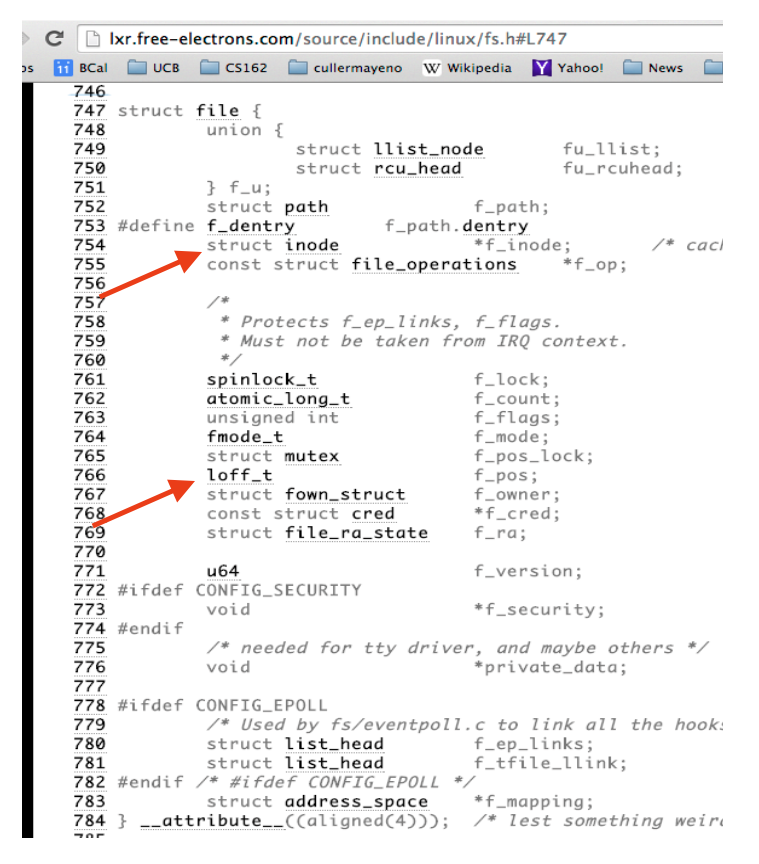 lxr.free-electrons.com/source/include/linux/fs.h#L747
BCal UCB CS162 cullermayeno Wikipedia Yahoo! News
746
747 struct file {
748 union {
749 struct llist_node fu_llist;
750 struct rcu_head fu_rcuhead;
751 } f_u;
752 struct path f_path;
753 #define f_dentry f_path.dentry
754 struct inode *f_inode; /*
755 const struct file_operations *f_op;
756
757 /*
758 * Protects f_ep_links, f_flags.
759 * Must not be taken from IRQ context.
760 */
761 spinlock_t f_lock;
762 atomic_long_t f_count;
763 unsigned int f_flags;
764 fmode_t f_mode;
765 struct mutex f_pos_lock;
766 loff_t f_pos;
767 struct fown_struct f_owner;
768 const struct cred *f_cred;
769 struct file_ra_state f_ra;
770
771 u64 f_version;
772 #ifdef CONFIG_SECURITY
773 void *f_security;
774 #endif
775 /* needed for tty driver, and maybe others */
776 void *private_data;
777
778 #ifdef CONFIG_EPOLL
779 /* Used by fs/eventpoll.c to link all the hooks
780 struct list_head f_ep_links;
781 struct list_head f_tfile_llink;
782 #endif /* #ifdef CONFIG_EPOLL */
783 struct address_space *f_mapping;
784 } __attribute__((aligned(4))); /* lest something